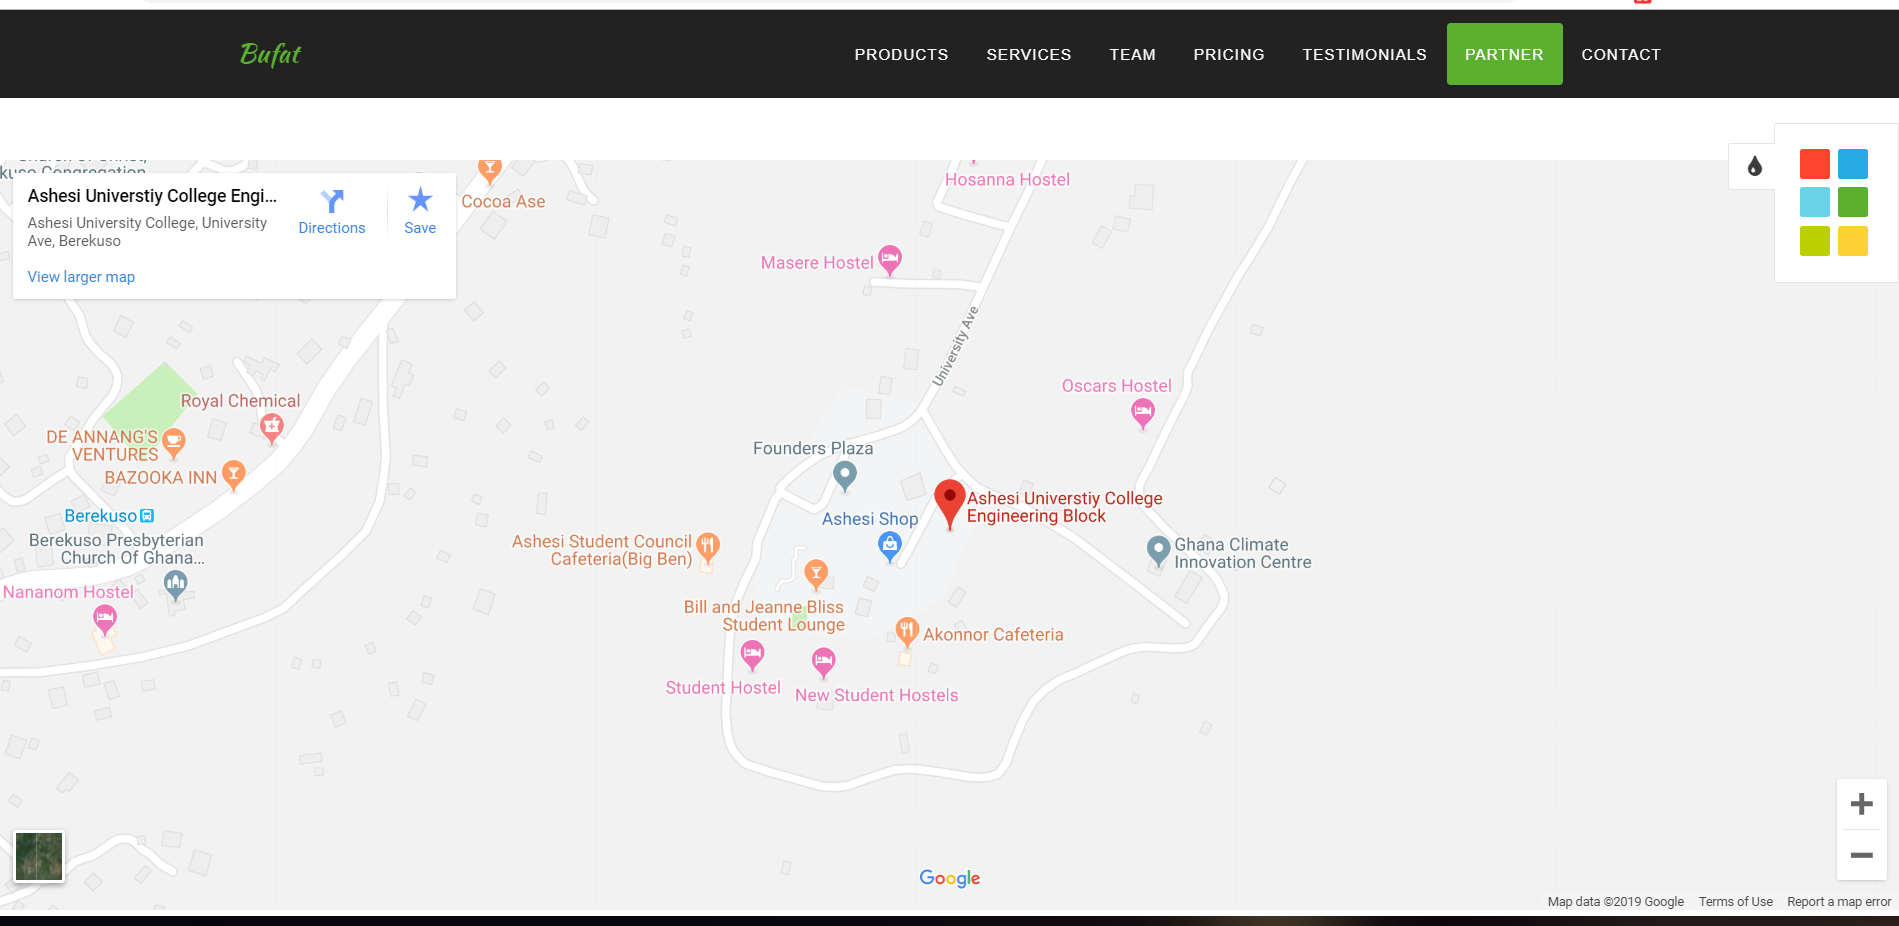 Bufat
PRODUCTS
SERVICES
TEAM
PRICING
TESTIMONIALS
PARTNER
CONTACT
Ashesi Universtiy College Engi...
Ashesi University College, University
Ave, Berekuso
View larger map
Directions
Save
Cocoa Ase
Hosanna Hostel
Masere Hostel
University Ave
Oscars Hostel
Royal Chemical
DE ANNANG'S
VENTURES
BAZOOKA INN
Berekuso
Berekuso Presbyterian
Church Of Ghana...
Nananom Hostel
Founders Plaza
Ashesi Universtiy College
Engineering Block
Ashesi Shop
Ashesi Student Council
Cafeteria(Big Ben)
Ghana Climate
Innovation Centre
Bill and Jeanne Bliss
Student Lounge
Akonnor Cafeteria
Student Hostel
New Student Hostels
Google
Map data ©2019 Google
Terms of Use
Report a map error